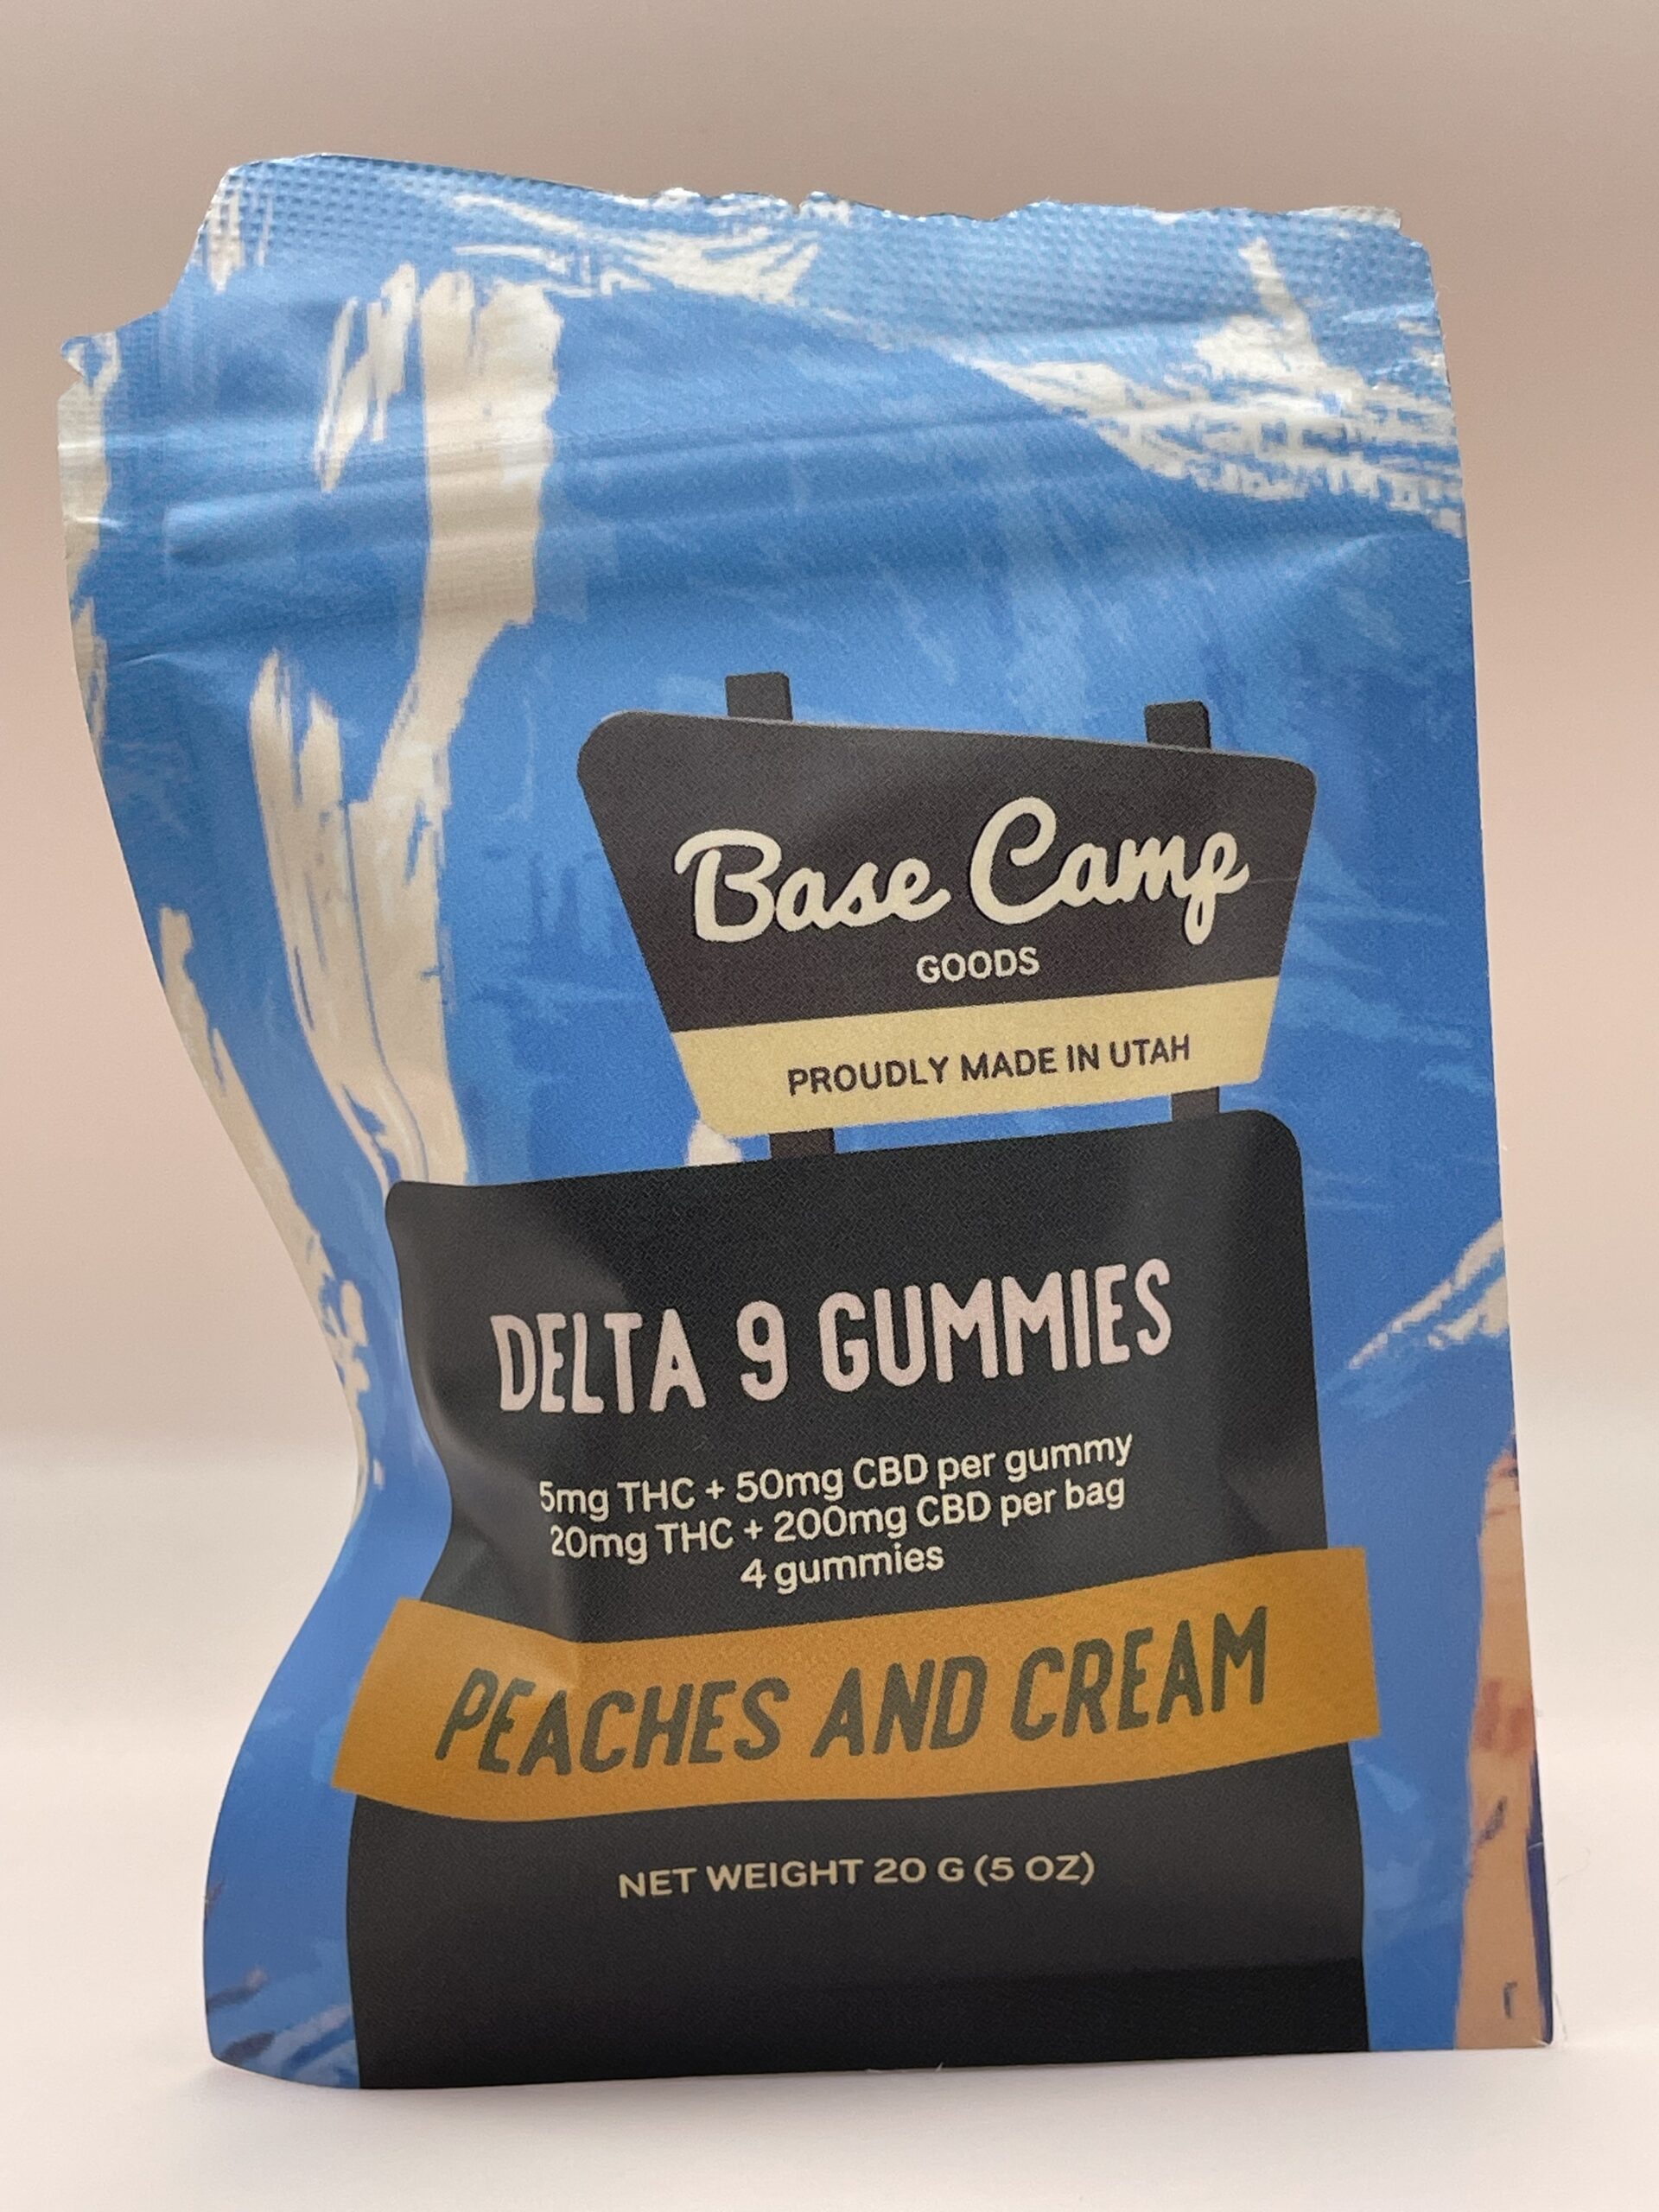 Base Camp
GOODS
PROUDLY MADE IN UTAH
DELTA 9 GUMMIES
5mg THC + 50mg CBD per gummy
20mg THC + 200mg CBD per bag
4 gummies
PEACHES AND CREAM
NET WEIGHT 20 G (5 OZ)